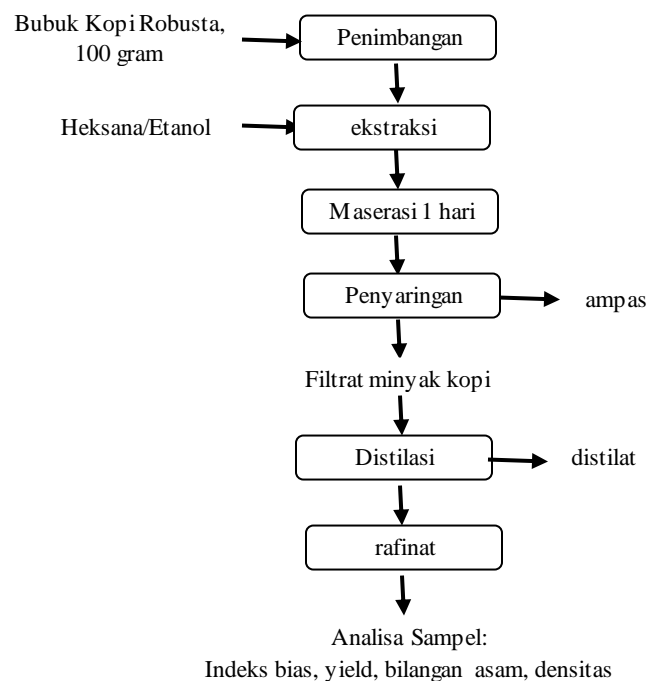 Bubuk Kopi Robusta,
100 gram
Penimbangan
Heksana/Etanol
ekstraksi
Maserasi 1 hari
Penyaringan
ampas
Filtrat minyak kopi
Distilasi
distilat
rafinat
Analisa Sampel:
Indeks bias, yield, bilangan asam, densitas